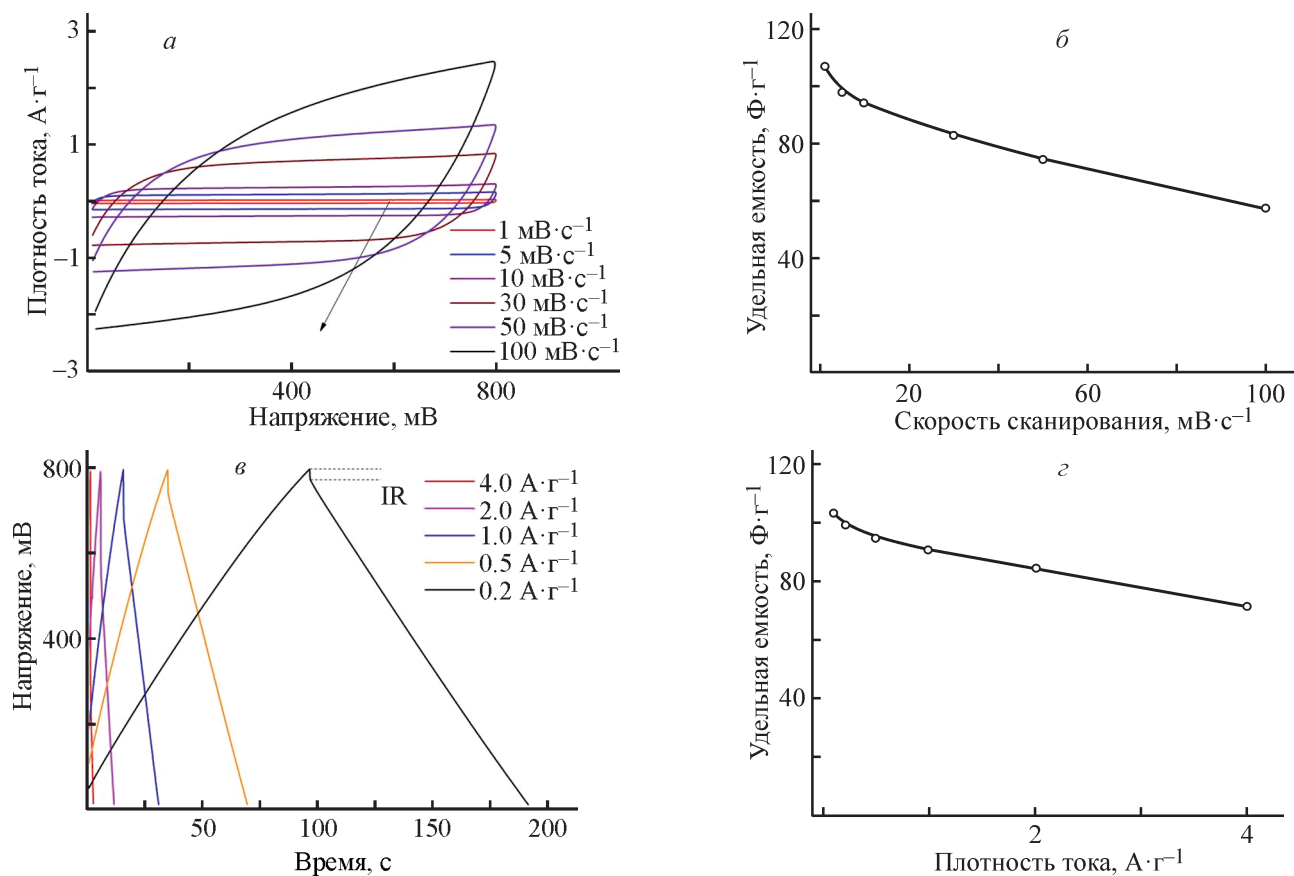 а
Плотность тока, А·г⁻¹
3
1
−1
−3
400
800
Напряжение, мВ
1 мВ·с⁻¹
5 мВ·с⁻¹
10 мВ·с⁻¹
30 мВ·с⁻¹
50 мВ·с⁻¹
100 мВ·с⁻¹
б
Удельная емкость, Ф·г⁻¹
120
80
40
20
60
100
Скорость сканирования, мВ·с⁻¹
в
Напряжение, мВ
800
400
IR
4.0 А·г⁻¹
2.0 А·г⁻¹
1.0 А·г⁻¹
0.5 А·г⁻¹
0.2 А·г⁻¹
50
100
150
200
Время, с
г
Удельная емкость, Ф·г⁻¹
120
80
40
2
4
Плотность тока, А·г⁻¹